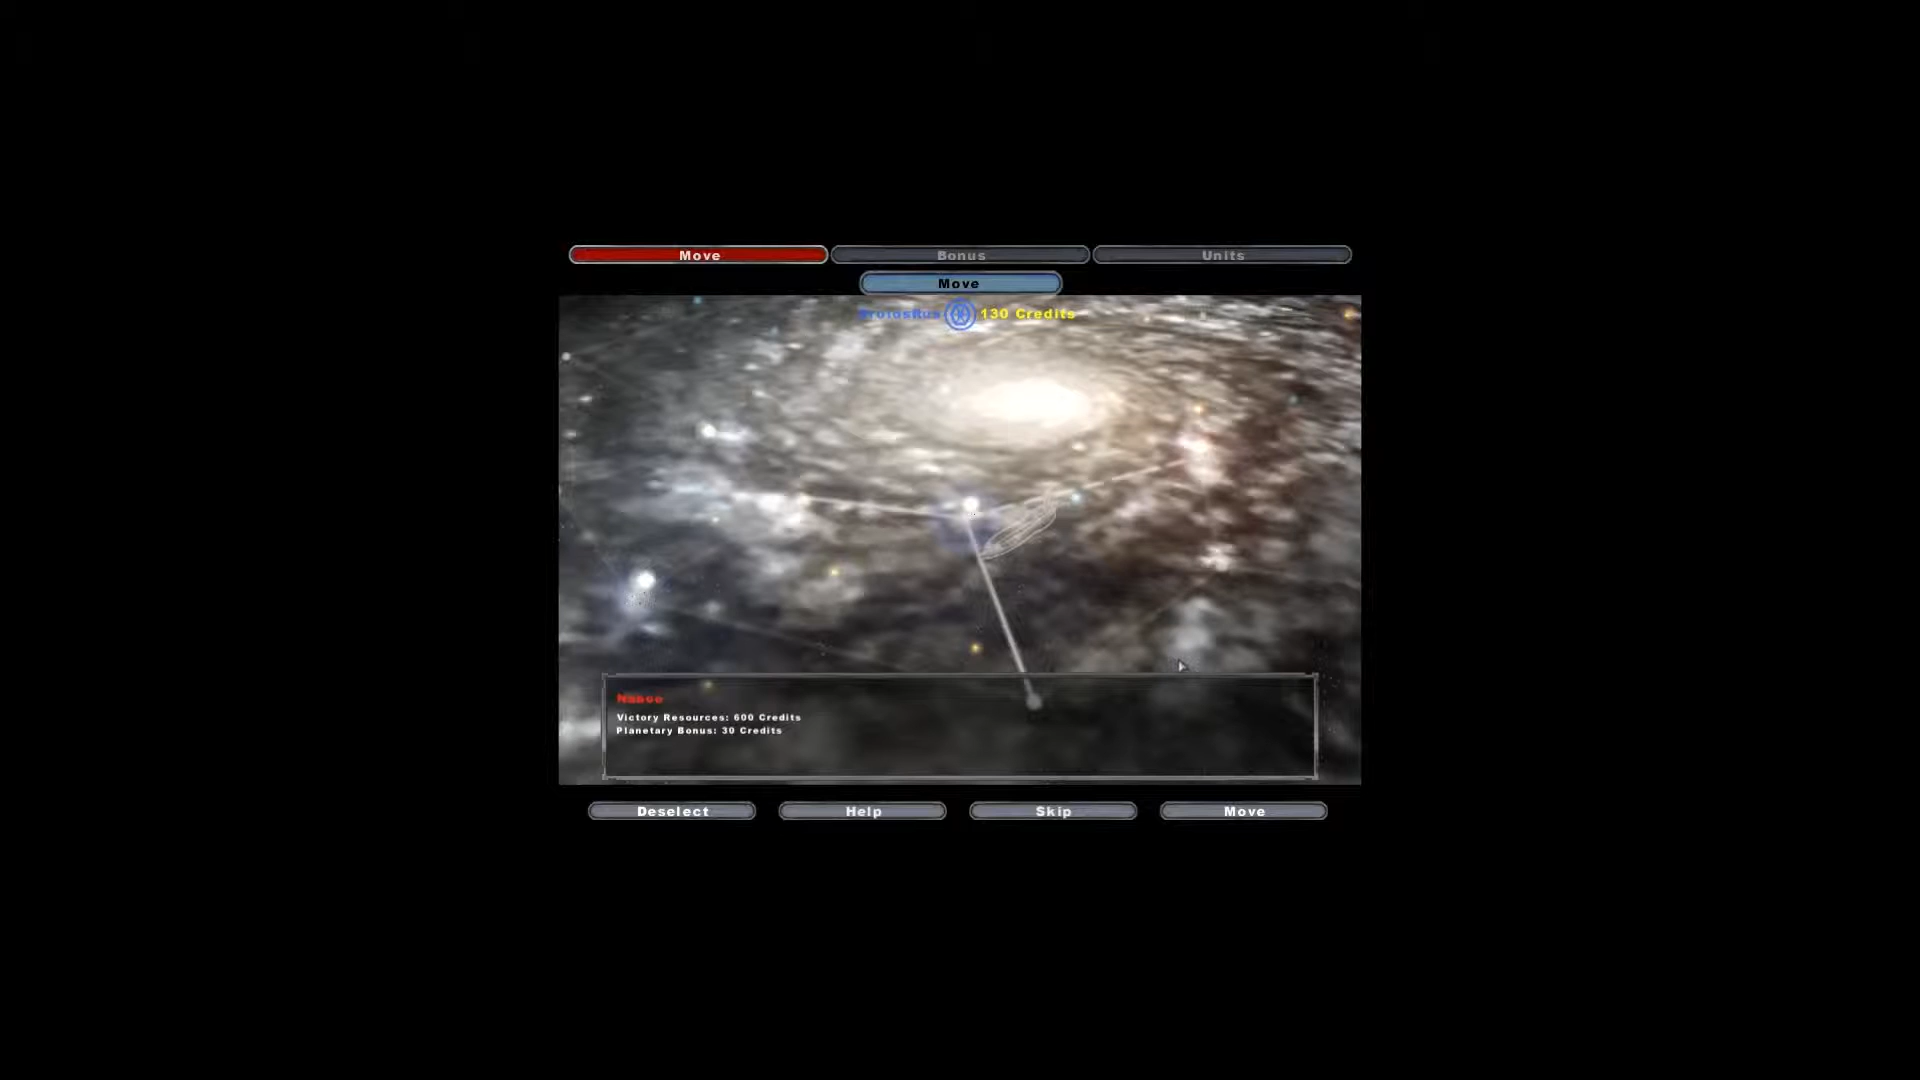 Move
Bonus
Units
Move
130 Credits
Victory Resources: 600 Credits
Planetary Bonus: 30 Credits
Deselect
Help
Skip
Move